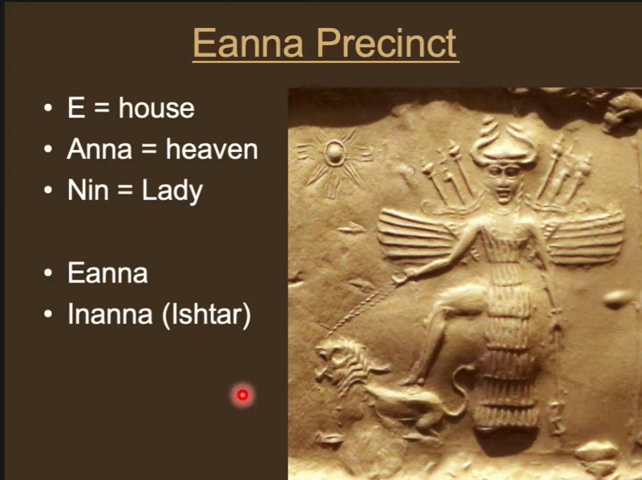 Eanna Precinct
• E = house
• Anna = heaven
• Nin = Lady
• Eanna
• Inanna (Ishtar)